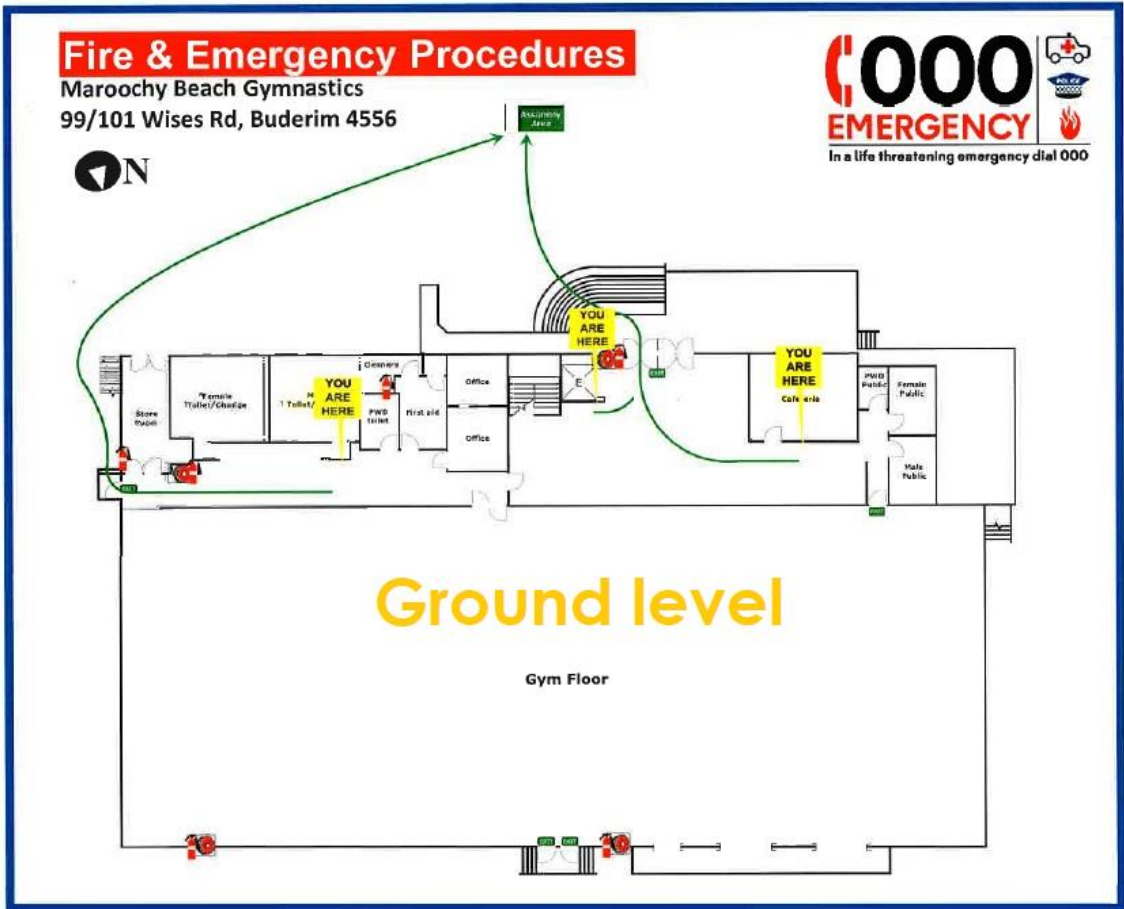 Fire & Emergency Procedures
Maroochy Beach Gymnastics
99/101 Wises Rd, Buderim 4556
N
000
EMERGENCY
POLICE
In a life threatening emergency dial 000
Assembly
Area
YOU
ARE
HERE
YOU
ARE
HERE
YOU
ARE
HERE
Cleaners
Office
E
EXIT
PWD
Public
Female
Public
Female
Toilet/Change
Store
Room
PWD
toilet
First aid
Office
Male
Public
EXIT
EXIT
Ground level
Gym Floor
EXIT
EXIT